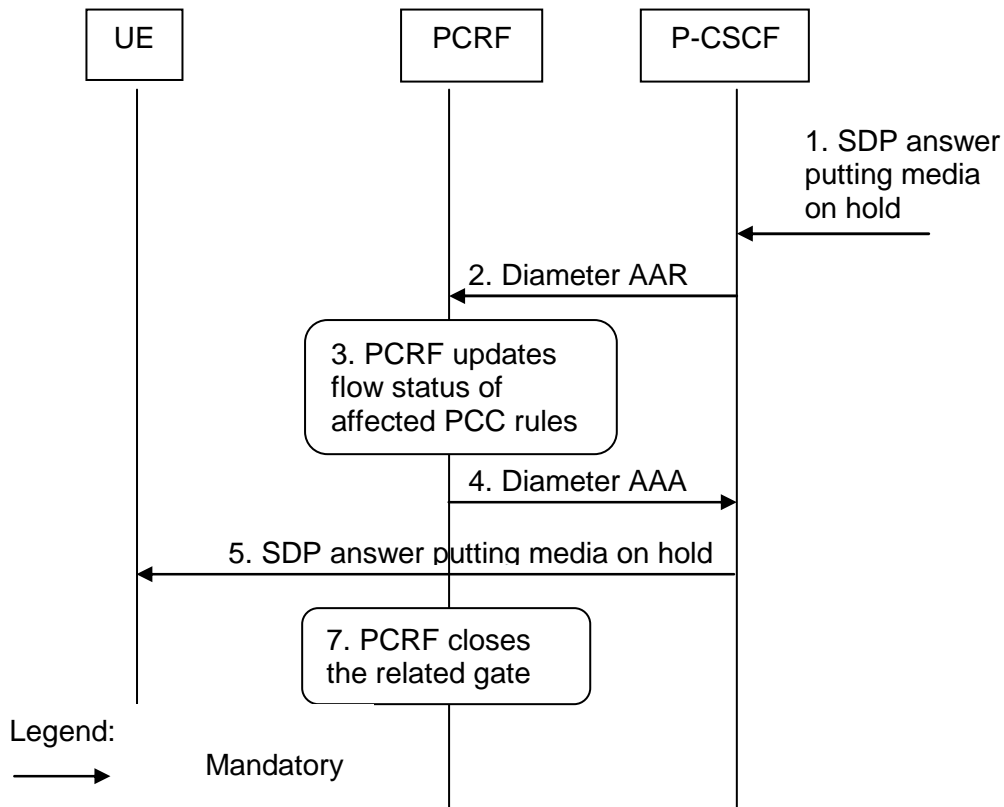 UE
PCRF
P-CSCF
1. SDP answer
putting media
on hold
2. Diameter AAR
3. PCRF updates
flow status of
affected PCC rules
4. Diameter AAA
5. SDP answer putting media on hold
7. PCRF closes
the related gate
Legend:
Mandatory